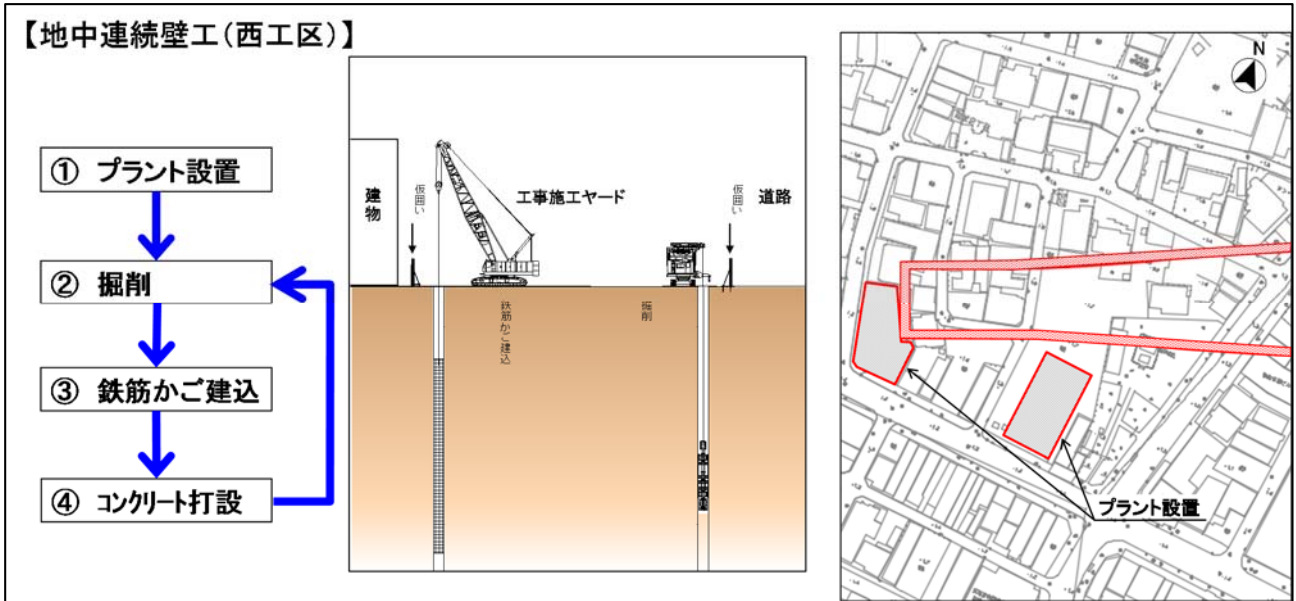 【地中連続壁工(西工区)】
① プラント設置
② 掘削
③ 鉄筋かご建込
④ コンクリート打設
建物
仮囲い
工事施工ヤード
仮囲い
道路
鉄筋かご建込
掘削
N
プラント設置